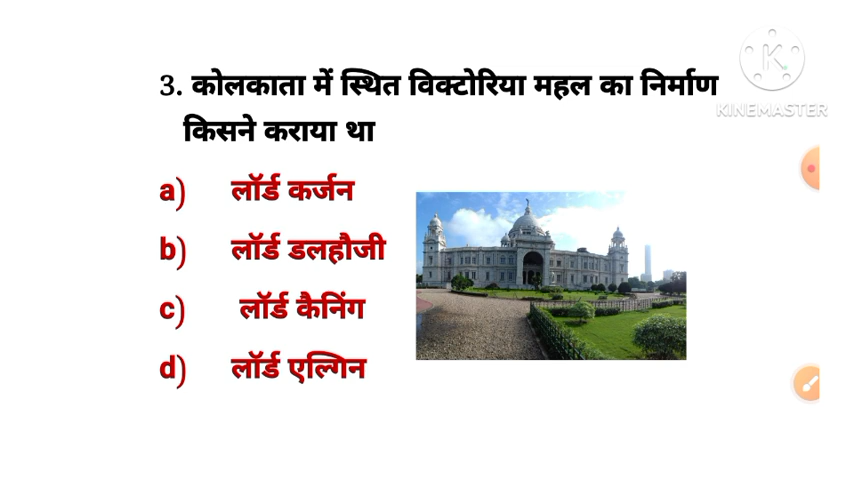 3. कोलकाता में स्थित विक्टोरिया महल का निर्माण
किसने कराया था
a) लॉर्ड कर्जन
b) लॉर्ड डलहौजी
c) लॉर्ड कैनिंग
d) लॉर्ड एल्गिन
K
KINEMASTER